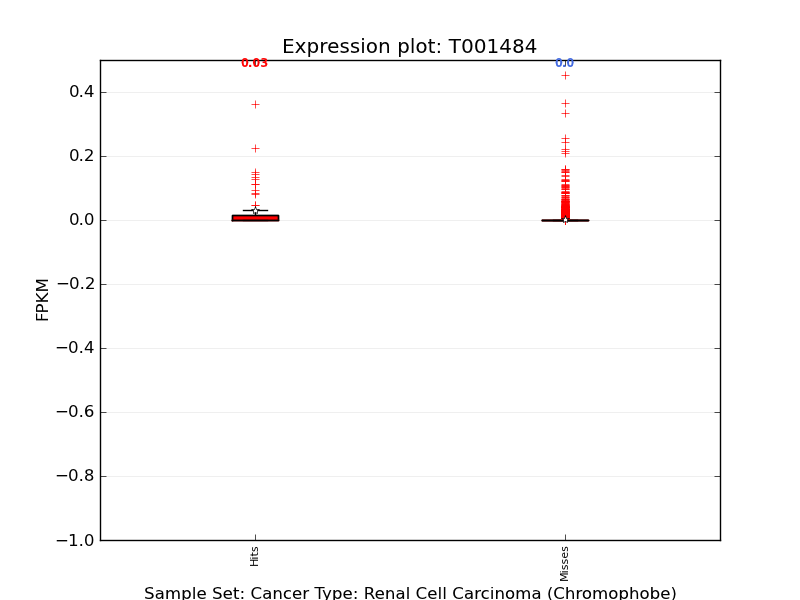 Expression plot: T001484
0.03 0.0
0.4
0.2
0.0
−0.2
−0.4
−0.6
−0.8
−1.0
FPKM
Hits Misses
Sample Set: Cancer Type: Renal Cell Carcinoma (Chromophobe)